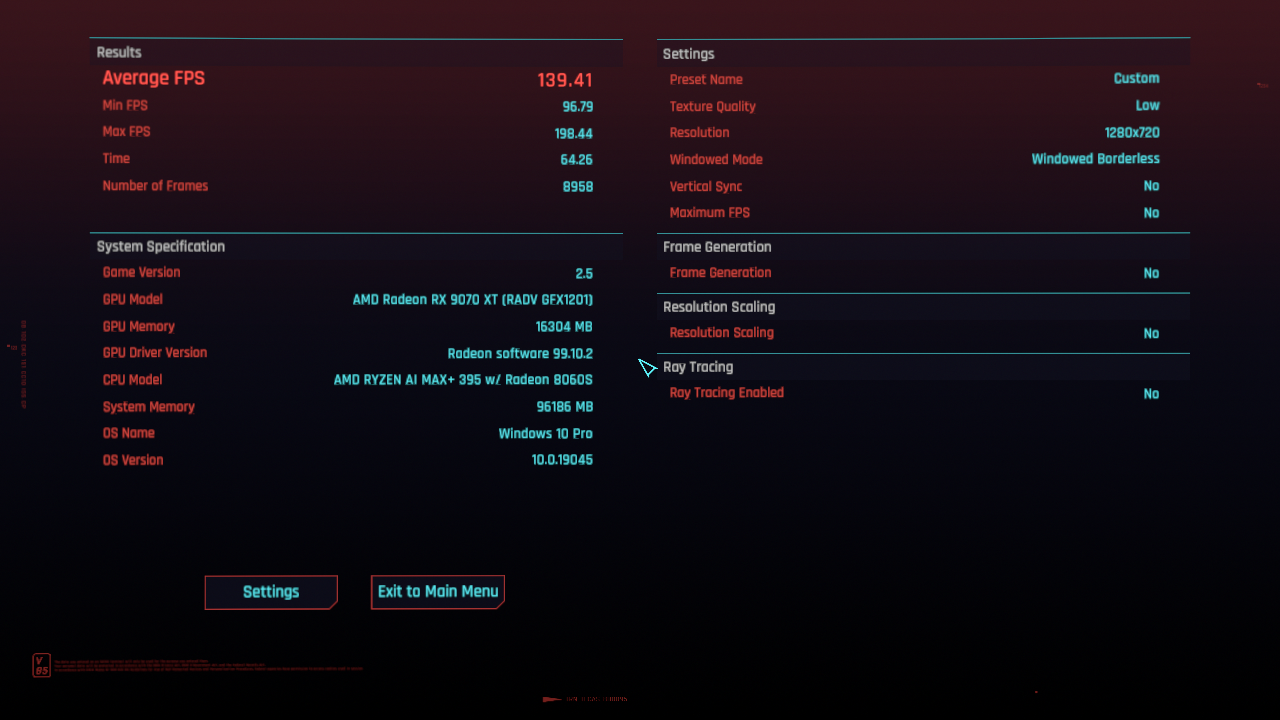 Results
Average FPS 139.41
Min FPS 96.79
Max FPS 198.44
Time 64.26
Number of Frames 8958
System Specification
Game Version 2.5
GPU Model AMD Radeon RX 9070 XT (RADV GFX1201)
GPU Memory 16304 MB
GPU Driver Version Radeon software 99.10.2
CPU Model AMD RYZEN AI MAX+ 395 w/ Radeon 8060S
System Memory 96186 MB
OS Name Windows 10 Pro
OS Version 10.0.19045
Settings
Preset Name Custom
Texture Quality Low
Resolution 1280x720
Windowed Mode Windowed Borderless
Vertical Sync No
Maximum FPS No
Frame Generation
Frame Generation No
Resolution Scaling
Resolution Scaling No
Ray Tracing
Ray Tracing Enabled No
Settings
Exit to Main Menu
V
85